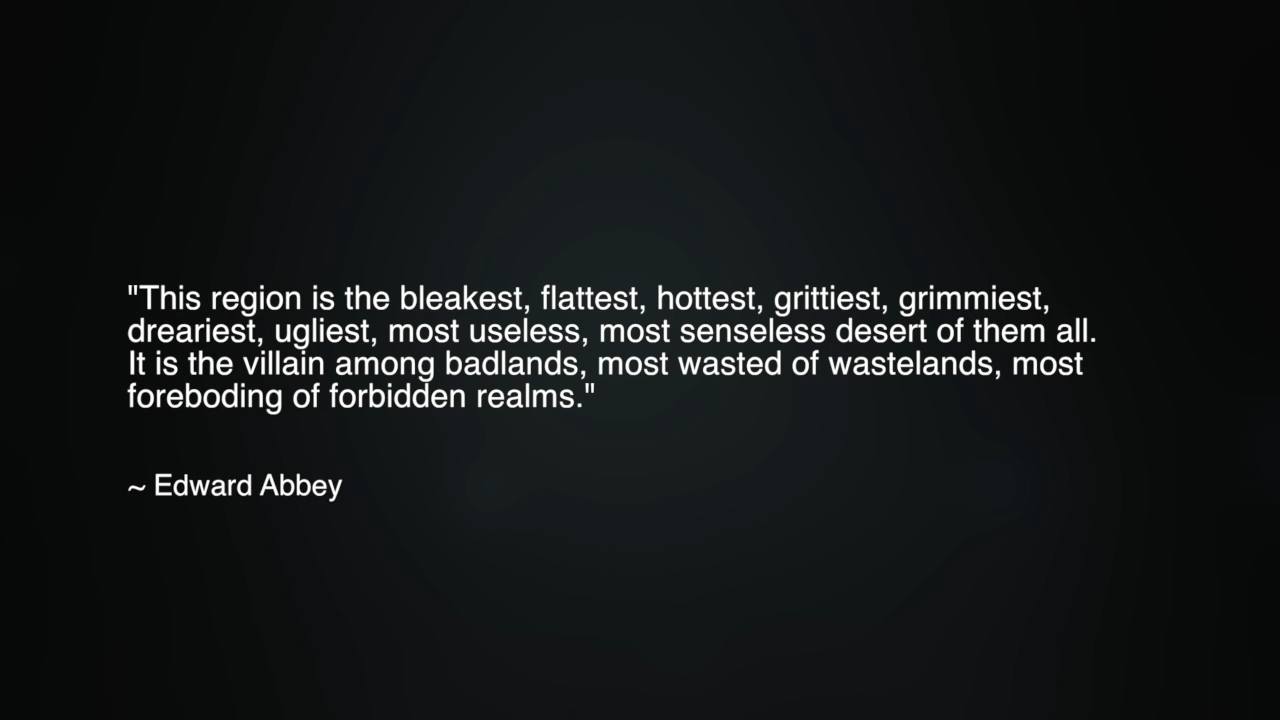 "This region is the bleakest, flattest, hottest, grittiest, grimmiest,
dreariest, ugliest, most useless, most senseless desert of them all.
It is the villain among badlands, most wasted of wastelands, most
foreboding of forbidden realms."
~ Edward Abbey